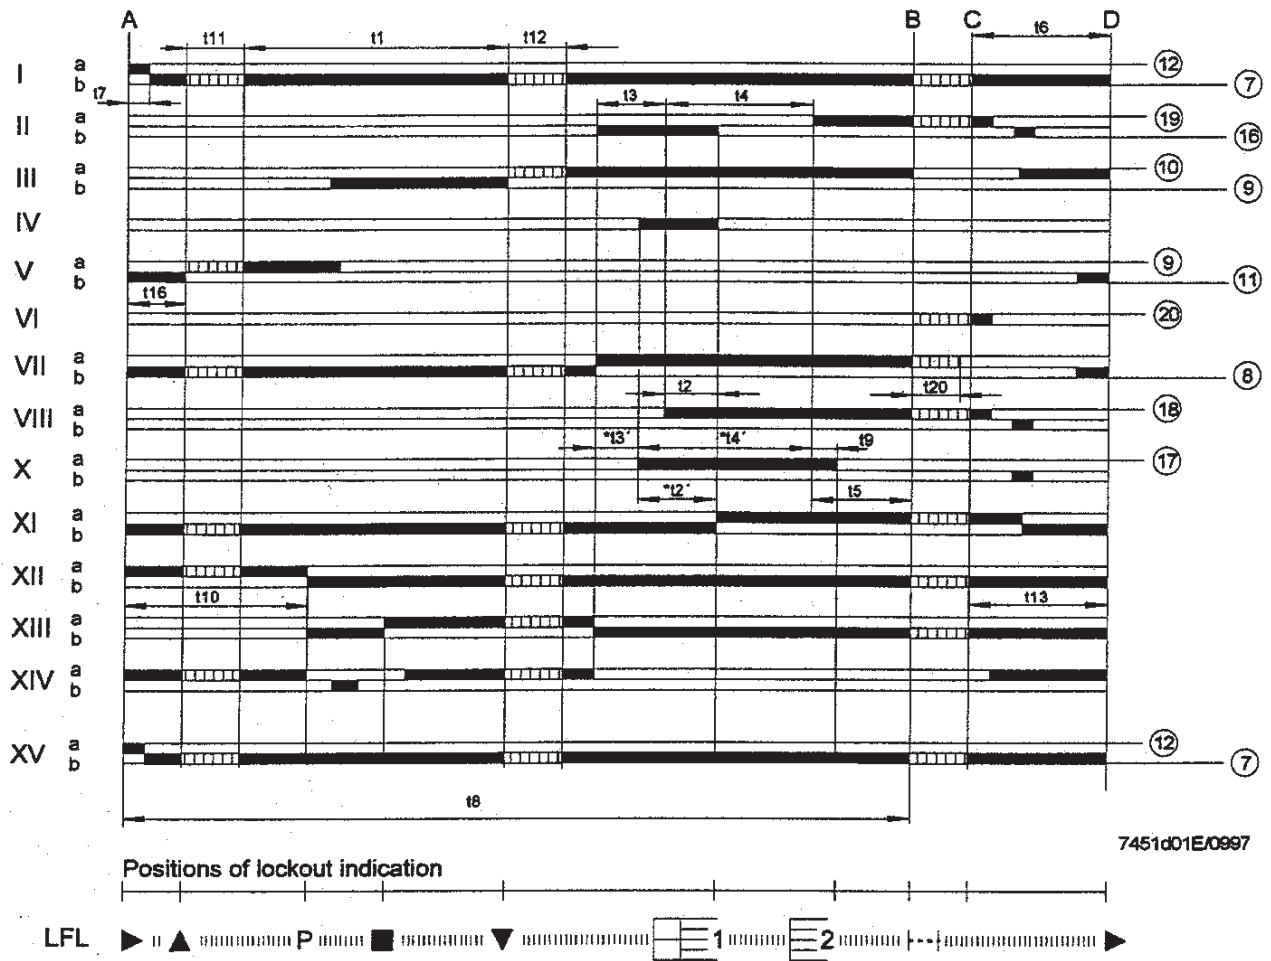 A B C D
t11 t1 t12 t6
I a 12
b 7
t7 t3 t4
II a 19
b 16
III a 10
b 9
IV
V a 9
b 11
t16
VI 20
VII a
b 8
t2 t20
VIII a 18
b
*t3´ *t4´ t9
X a 17
b
*t2´ t5
XI a
b
XII a
b
t10 t13
XIII a
b
XIV a
b
XV a 12
b 7
t8
7451d01E/0997
Positions of lockout indication
LFL P 1 2